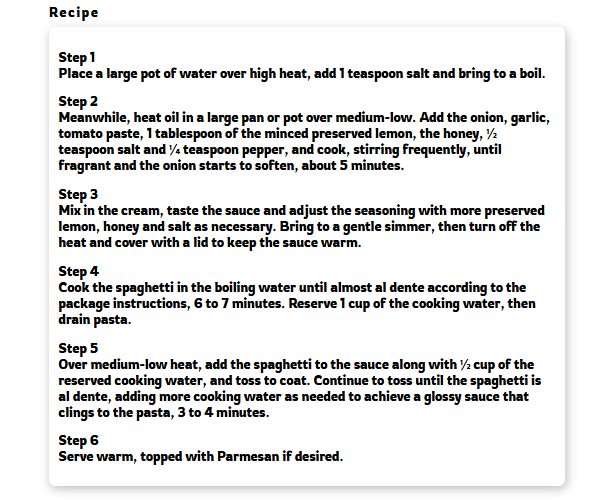 Recipe
Step 1
Place a large pot of water over high heat, add 1 teaspoon salt and bring to a boil.
Step 2
Meanwhile, heat oil in a large pan or pot over medium-low. Add the onion, garlic,
tomato paste, 1 tablespoon of the minced preserved lemon, the honey, ½
teaspoon salt and ¼ teaspoon pepper, and cook, stirring frequently, until
fragrant and the onion starts to soften, about 5 minutes.
Step 3
Mix in the cream, taste the sauce and adjust the seasoning with more preserved
lemon, honey and salt as necessary. Bring to a gentle simmer, then turn off the
heat and cover with a lid to keep the sauce warm.
Step 4
Cook the spaghetti in the boiling water until almost al dente according to the
package instructions, 6 to 7 minutes. Reserve 1 cup of the cooking water, then
drain pasta.
Step 5
Over medium-low heat, add the spaghetti to the sauce along with ½ cup of the
reserved cooking water, and toss to coat. Continue to toss until the spaghetti is
al dente, adding more cooking water as needed to achieve a glossy sauce that
clings to the pasta, 3 to 4 minutes.
Step 6
Serve warm, topped with Parmesan if desired.